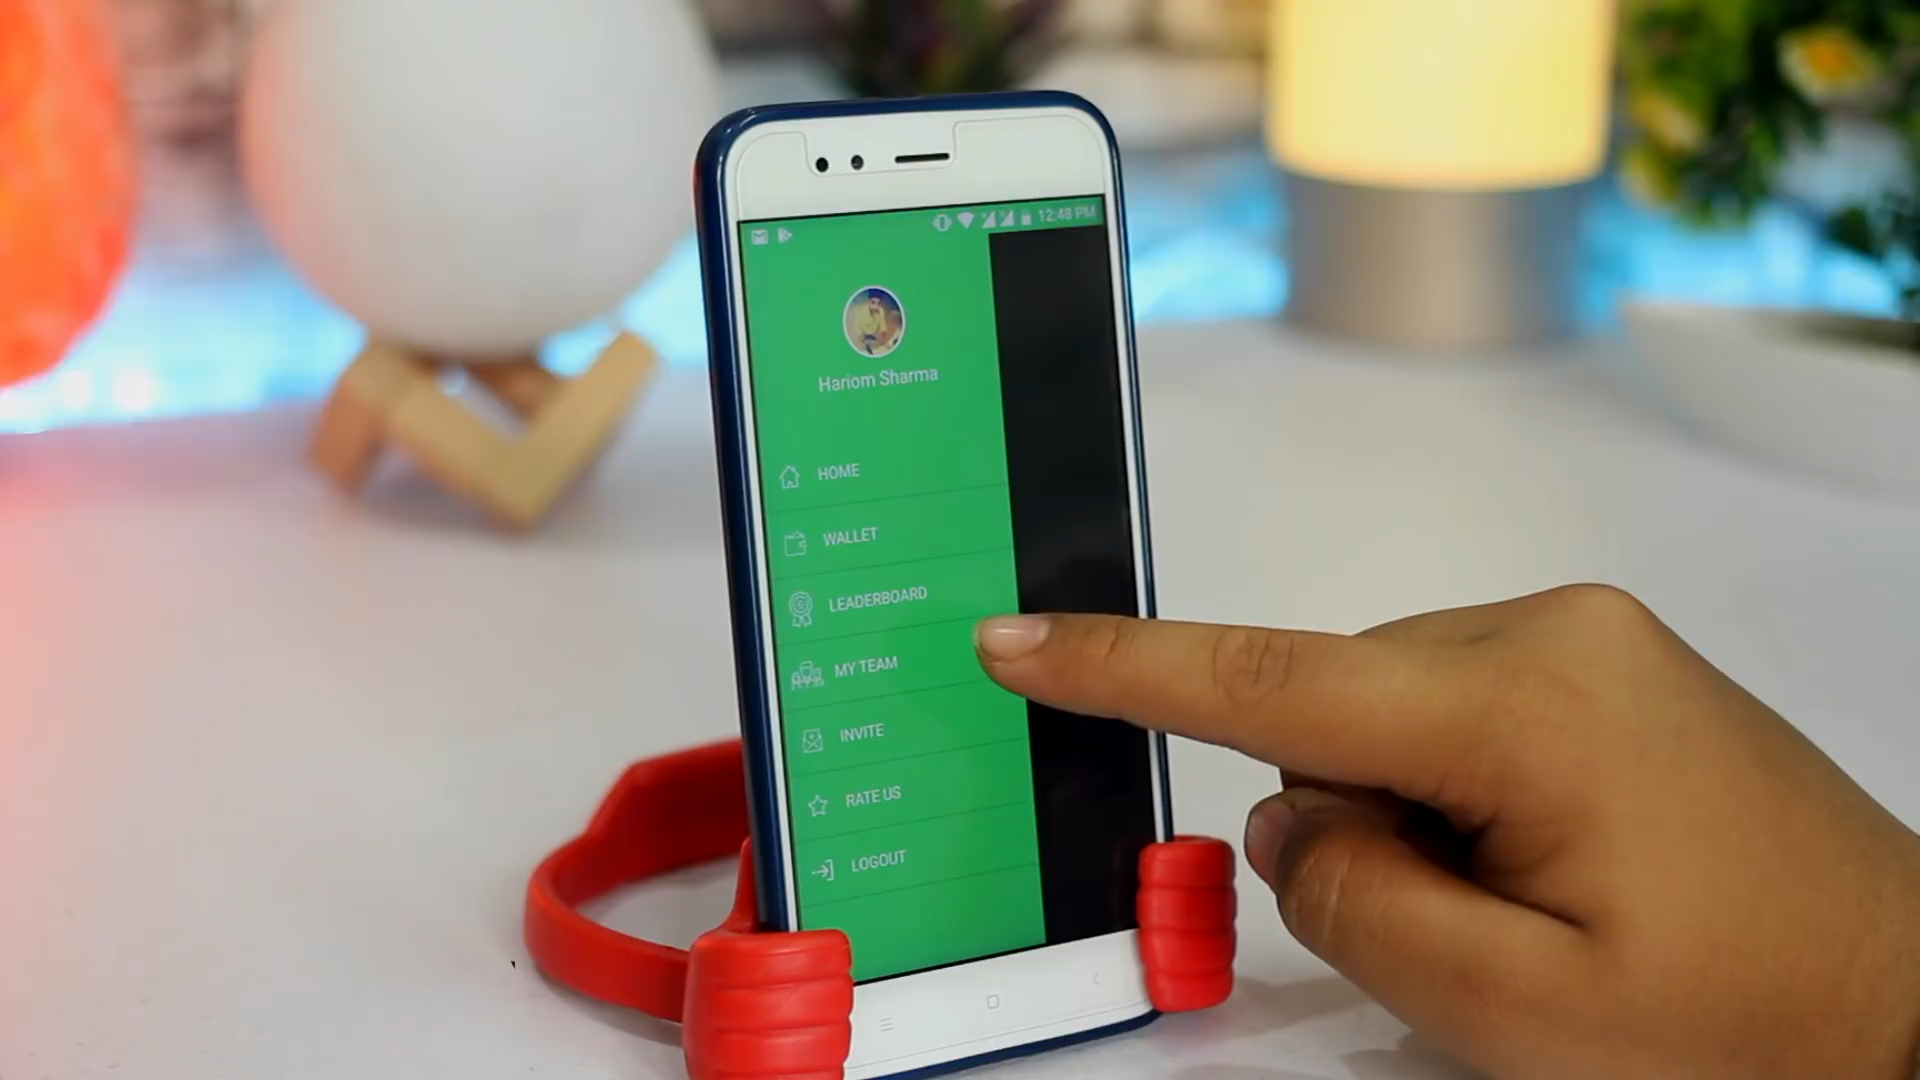 12:48 PM
Hariom Sharma
HOME
WALLET
LEADERBOARD
MY TEAM
INVITE
RATE US
LOGOUT